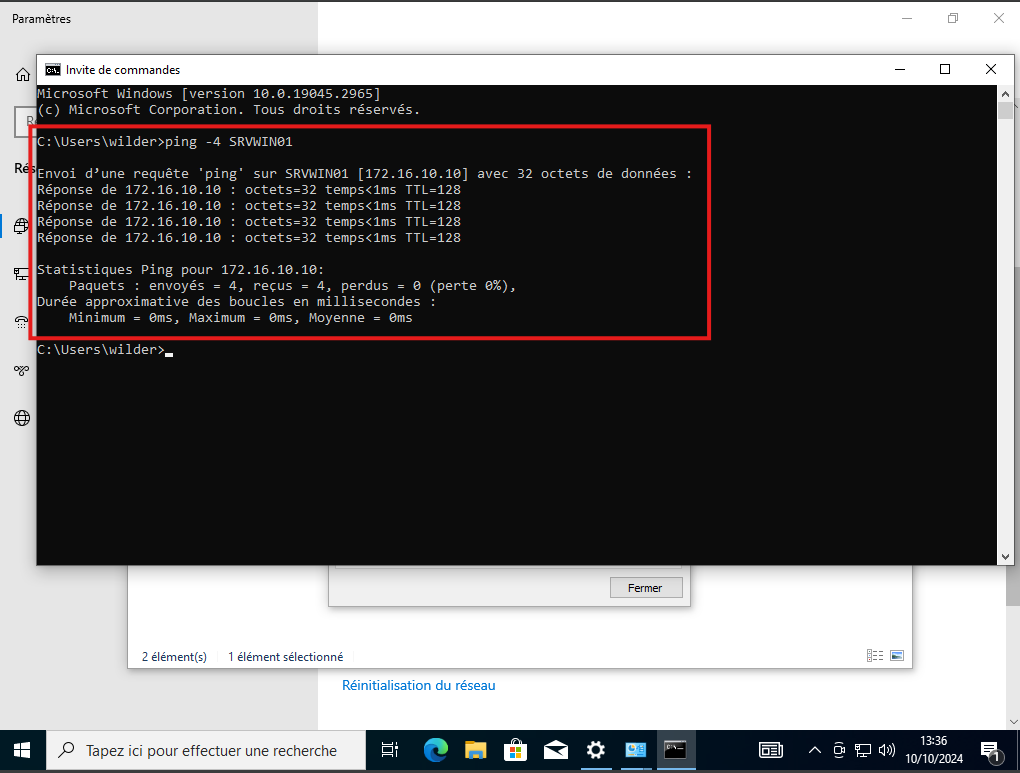 Paramètres
Invite de commandes
Microsoft Windows [version 10.0.19045.2965]
(c) Microsoft Corporation. Tous droits réservés.
C:\Users\wilder>ping -4 SRVWIN01
Envoi d’une requête 'ping' sur SRVWIN01 [172.16.10.10] avec 32 octets de données :
Réponse de 172.16.10.10 : octets=32 temps<1ms TTL=128
Réponse de 172.16.10.10 : octets=32 temps<1ms TTL=128
Réponse de 172.16.10.10 : octets=32 temps<1ms TTL=128
Réponse de 172.16.10.10 : octets=32 temps<1ms TTL=128
Statistiques Ping pour 172.16.10.10:
Paquets : envoyés = 4, reçus = 4, perdus = 0 (perte 0%),
Durée approximative des boucles en millisecondes :
Minimum = 0ms, Maximum = 0ms, Moyenne = 0ms
C:\Users\wilder>
Fermer
2 élément(s) 1 élément sélectionné
Réinitialisation du réseau
Tapez ici pour effectuer une recherche
13:36
10/10/2024
1